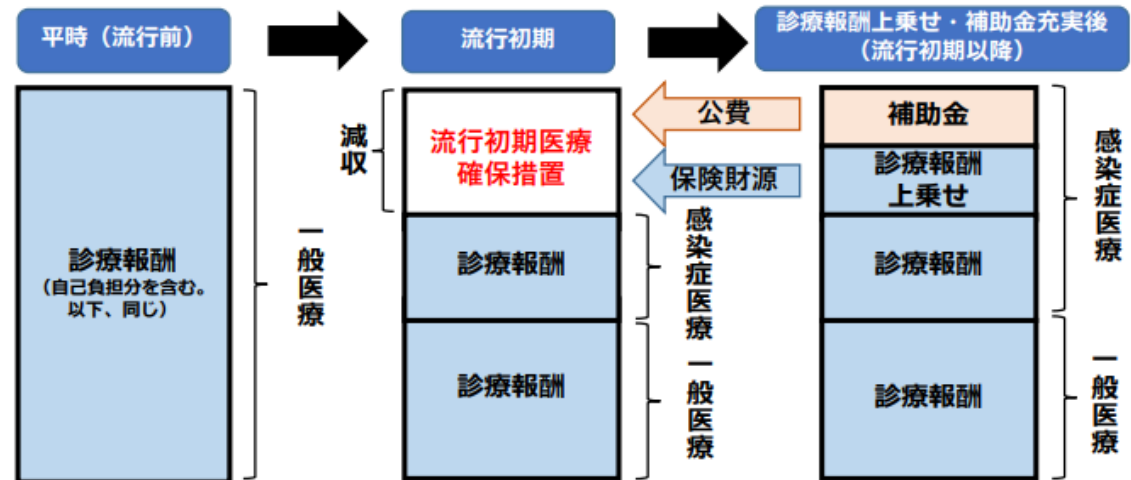 平時（流行前）
流行初期
診療報酬上乗せ・補助金充実後
（流行初期以降）
診療報酬
（自己負担分を含む。
以下、同じ）
一般医療
減収
流行初期医療
確保措置
診療報酬
診療報酬
感染症医療
一般医療
公費
保険財源
補助金
診療報酬
上乗せ
診療報酬
診療報酬
感染症医療
一般医療